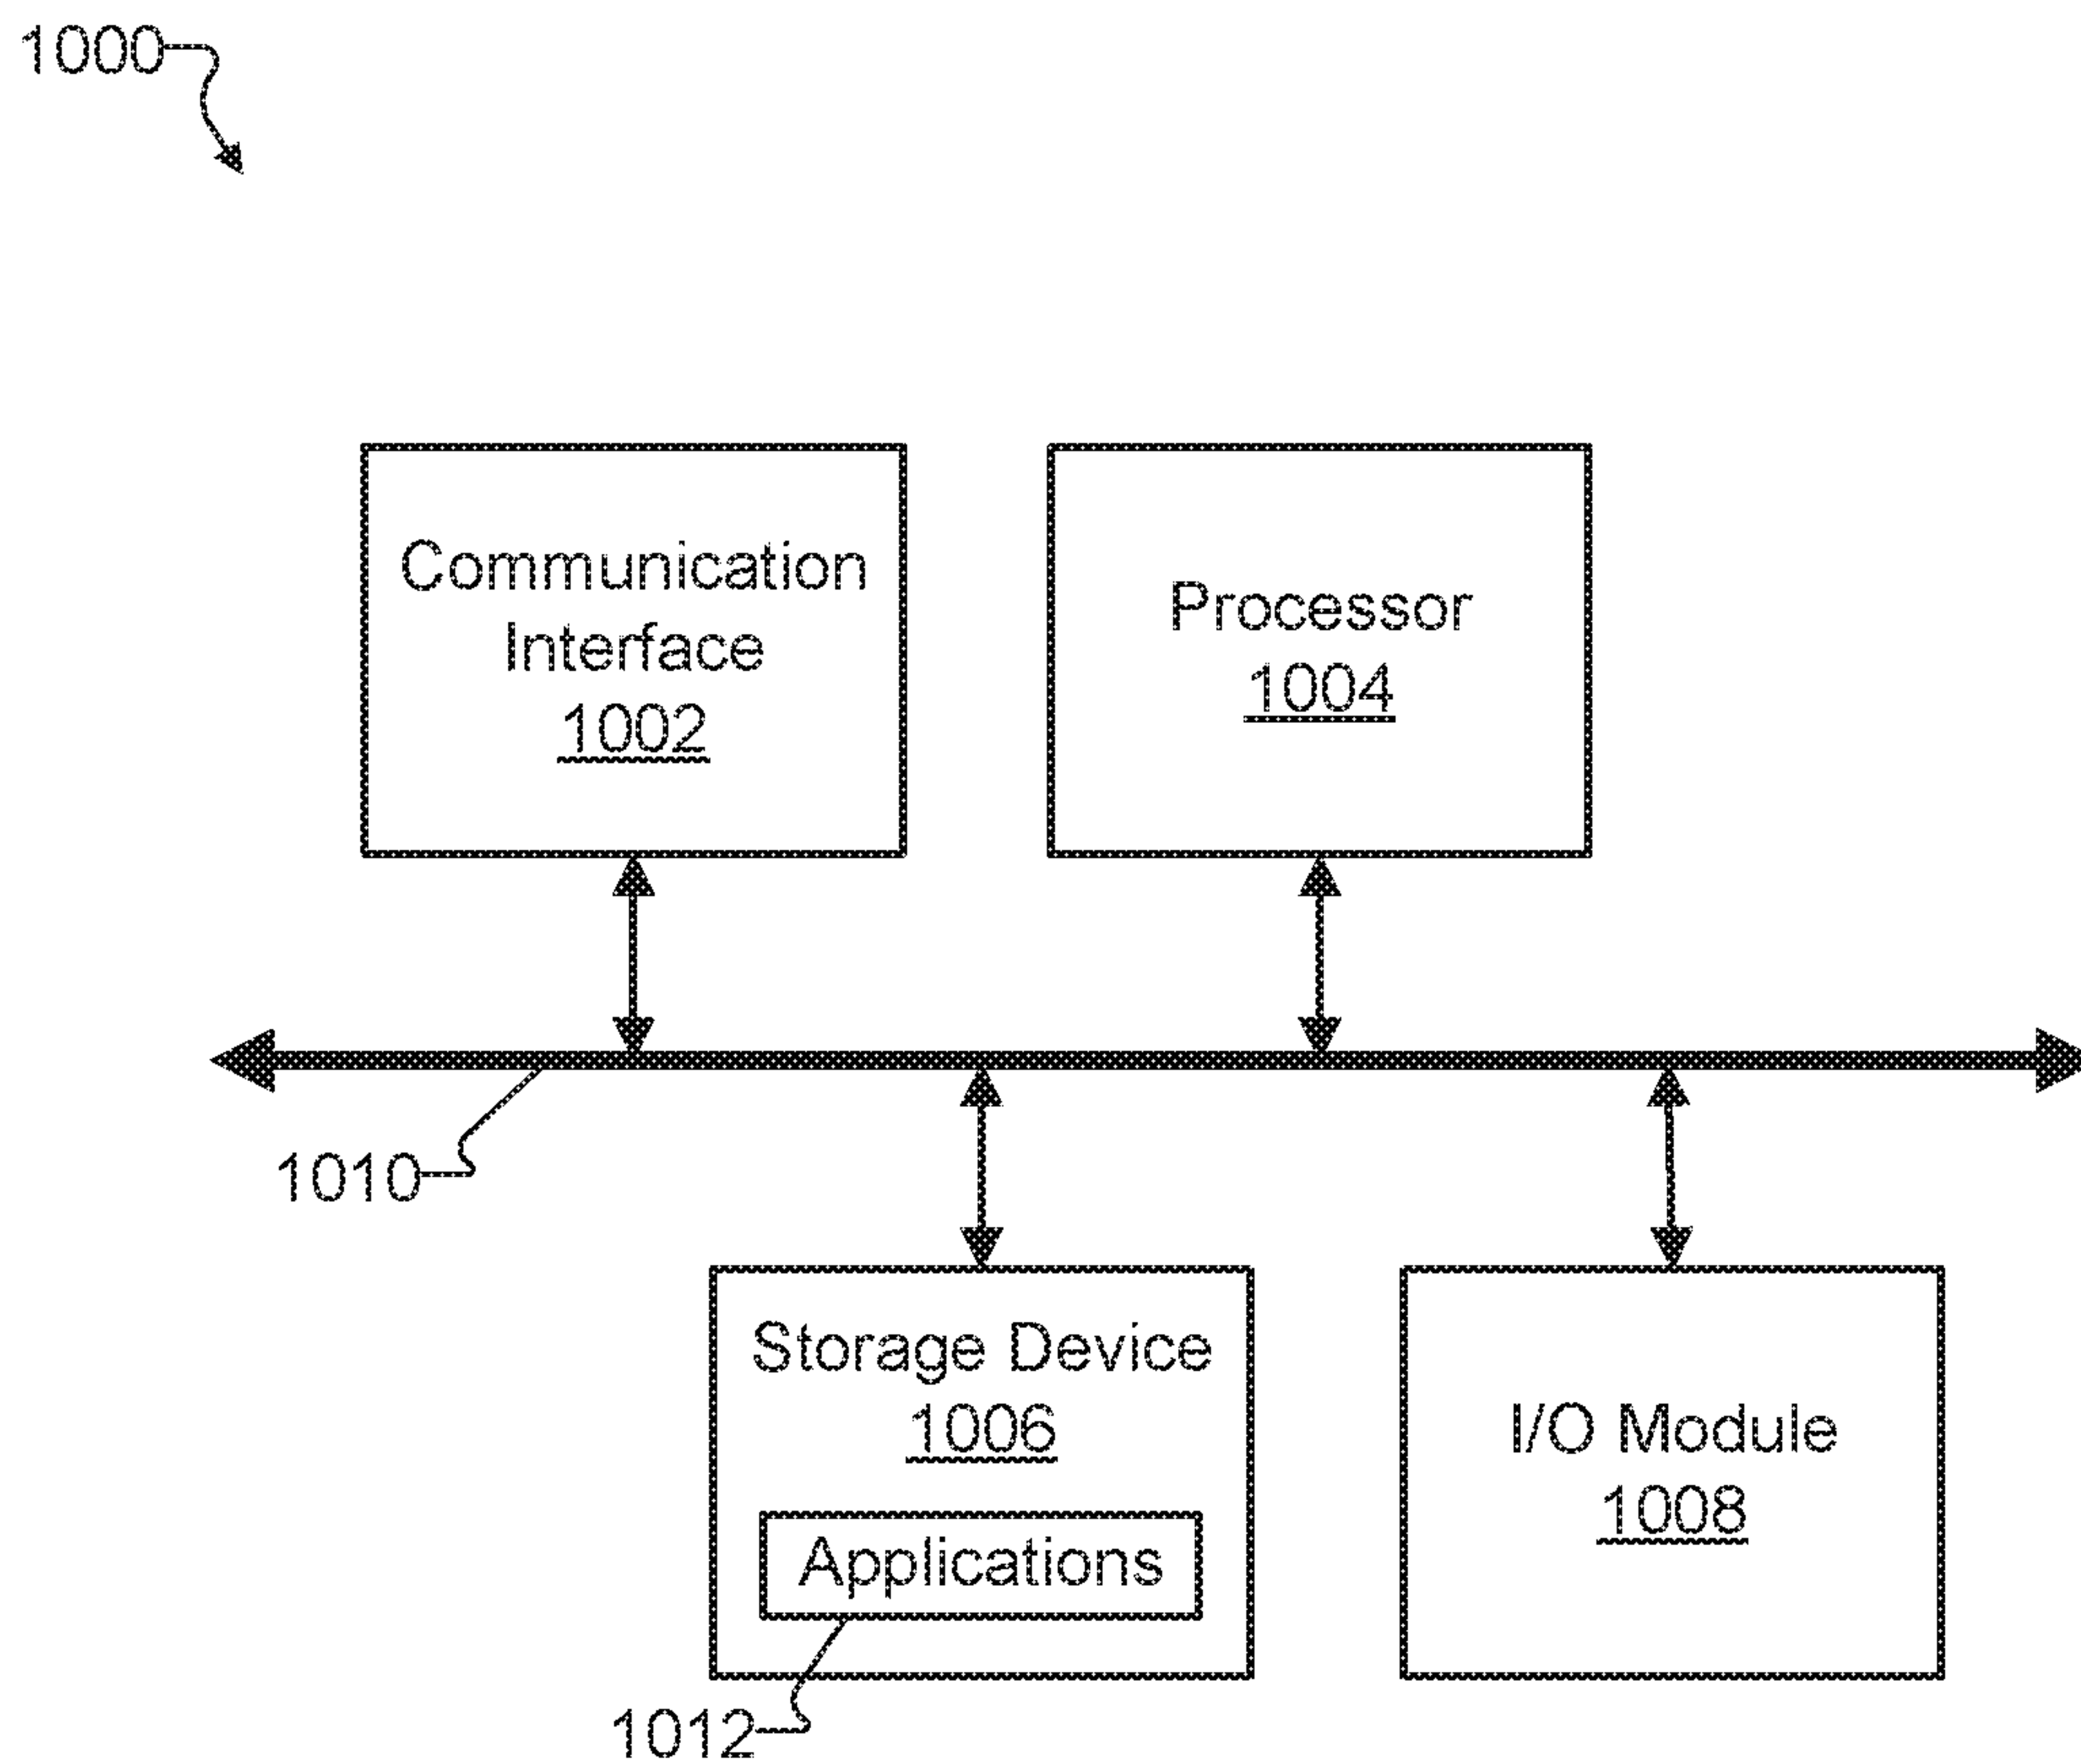 1000
Communication
Interface
1002
Processor
1004
1010
Storage Device
1006
Applications
1012
I/O Module
1008